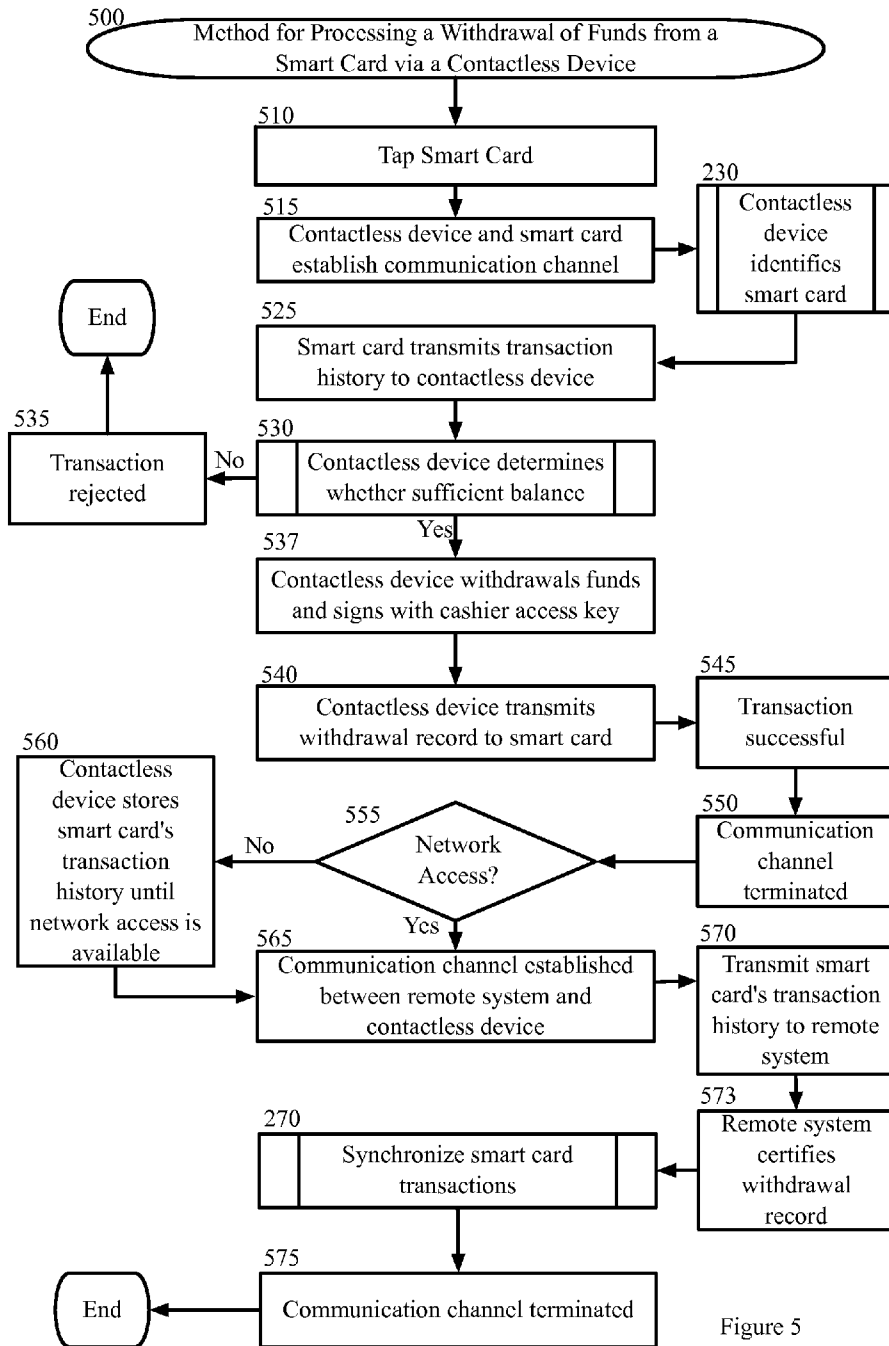 500
Method for Processing a Withdrawal of Funds from a
Smart Card via a Contactless Device
510
Tap Smart Card
515
Contactless device and smart card
establish communication channel
230
Contactless
device
identifies
smart card
525
Smart card transmits transaction
history to contactless device
530
Contactless device determines
whether sufficient balance
No
535
Transaction
rejected
End
Yes
537
Contactless device withdrawals funds
and signs with cashier access key
540
Contactless device transmits
withdrawal record to smart card
545
Transaction
successful
550
Communication
channel
terminated
555
Network
Access?
No
560
Contactless
device stores
smart card's
transaction
history until
network access is
available
Yes
565
Communication channel established
between remote system and
contactless device
570
Transmit smart
card's transaction
history to remote
system
573
Remote system
certifies
withdrawal
record
270
Synchronize smart card
transactions
575
Communication channel terminated
End
Figure 5